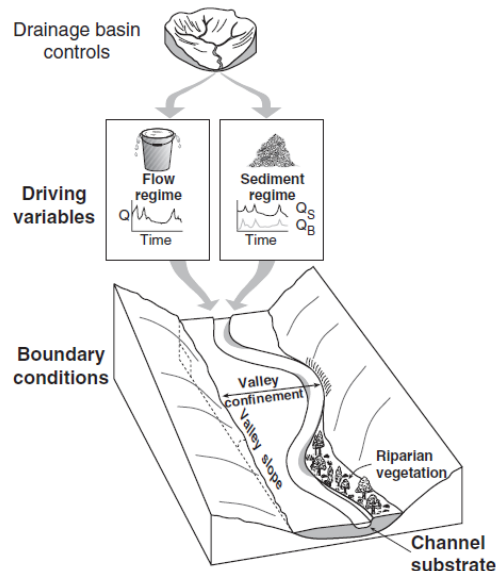 Drainage basin
controls
Driving
variables
Flow
regime
Q
Time
Sediment
regime
QS
QB
Time
Boundary
conditions
Valley
confinement
Valley slope
Riparian
vegetation
Channel
substrate